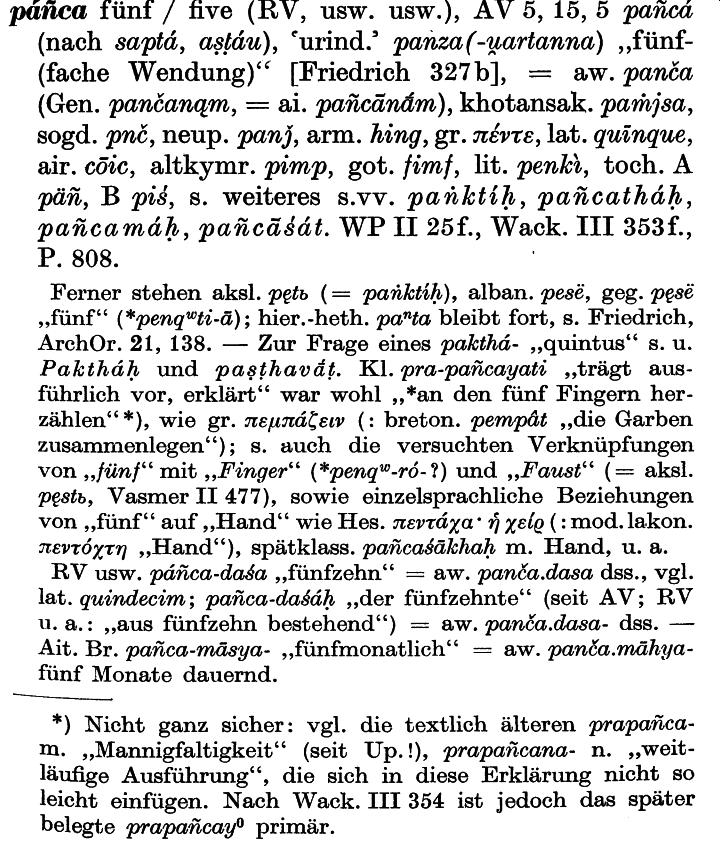 páñca fünf / five (RV, usw. usw.), AV 5, 15, 5 pañcá
(nach saptá, aṣṭáu), ‘urind.’ panza(-u̯artanna) „fünf-
(fache Wendung)“ [Friedrich 327b], = aw. panča
(Gen. pančanąm, = ai. pañcānā́m), khotansak. paṁjsa,
sogd. pnč, neup. panǰ, arm. hing, gr. πέντε, lat. quīnque,
air. cōic, altkymr. pimp, got. fimf, lit. penkì, toch. A
päñ, B piś, s. weiteres s.vv. paṅktíḥ, pañcatháḥ,
pañcamáḥ, pañcāśát. WP II 25f., Wack. III 353f.,
P. 808.
Ferner stehen aksl. pętь (= paṅktíḥ), alban. pesë, geg. pęsë
„fünf“ (*penqʷti-ā); hier.-heth. paⁿta bleibt fort, s. Friedrich,
ArchOr. 21, 138. — Zur Frage eines pakthá- „quintus“ s. u.
Paktháḥ und paṣṭhavā́ṭ. Kl. pra-pañcayati „trägt aus-
führlich vor, erklärt“ war wohl „*an den fünf Fingern her-
zählen“*), wie gr. πεμπάζειν (: breton. pempât „die Garben
zusammenlegen“); s. auch die versuchten Verknüpfungen
von „fünf“ mit „Finger“ (*penqʷ-ró-?) und „Faust“ (= aksl.
pęstь, Vasmer II 477), sowie einzelsprachliche Beziehungen
von „fünf“ auf „Hand“ wie Hes. πεντάχα· ἡ χείρ (: mod. lakon.
πεντόχτη „Hand“), spätklass. pañcaśākhaḥ m. Hand, u. a.
RV usw. páñca-daśa „fünfzehn“ = aw. panča.dasa dss., vgl.
lat. quindecim; pañca-daśáḥ „der fünfzehnte“ (seit AV; RV
u. a.: „aus fünfzehn bestehend“) = aw. panča.dasa- dss. —
Ait. Br. pañca-māsya- „fünfmonatlich“ = aw. panča.māhya-
fünf Monate dauernd.
*) Nicht ganz sicher: vgl. die textlich älteren prapañca-
m. „Mannigfaltigkeit“ (seit Up.!), prapañcana- n. „weit-
läufige Ausführung“, die sich in diese Erklärung nicht so
leicht einfügen. Nach Wack. III 354 ist jedoch das später
belegte prapañcay⁰ primär.